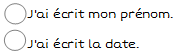 J'ai écrit mon prénom.
J'ai écrit la date.